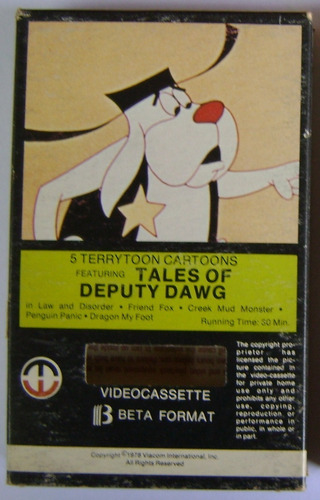 5 TERRYTOON CARTOONS
FEATURING TALES OF
DEPUTY DAWG
in Law and Disorder • Friend Fox • Creek Mud Monster •
Penguin Panic • Dragon My Foot
Running Time: 30 Min.
The copyright pro-
prietor has
licensed the pic-
ture contained in
the video-cassette
for private home
use only and
prohibits any other
use, copying,
reproduction or
performance in
public, in whole or
in part.
VIDEOCASSETTE
B BETA FORMAT
Copyright ©1978 Viacom International, Inc.
All Rights Reserved